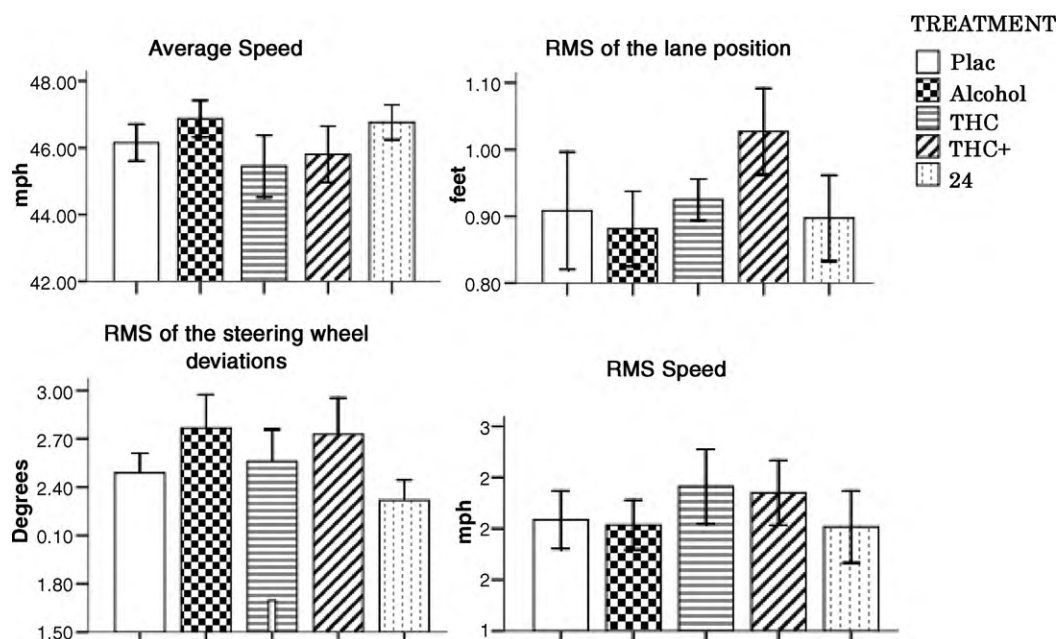 Average Speed
48.00
46.00
44.00
42.00
mph
RMS of the lane position
1.10
1.00
0.90
0.80
feet
TREATMENT
Plac
Alcohol
THC
THC+
24
RMS of the steering wheel
deviations
3.00
2.70
2.40
0.10
1.80
1.50
Degrees
RMS Speed
3
2
2
2
1
mph